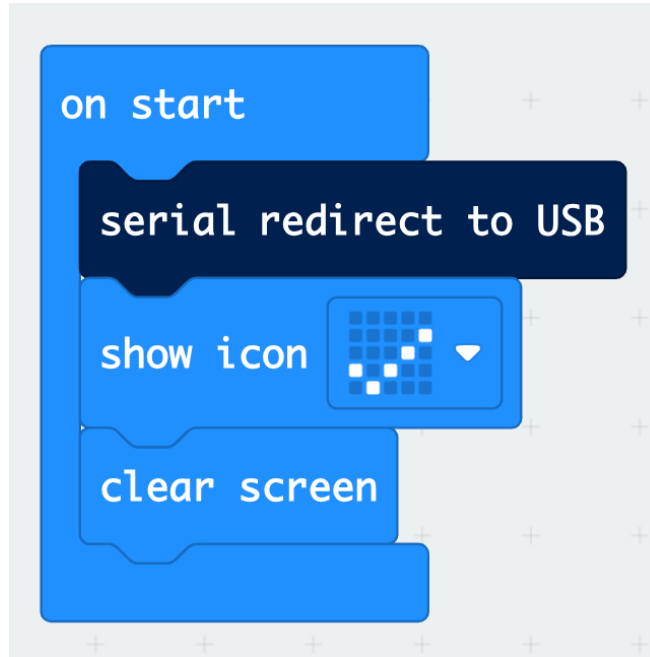 on start
serial redirect to USB
show icon
clear screen